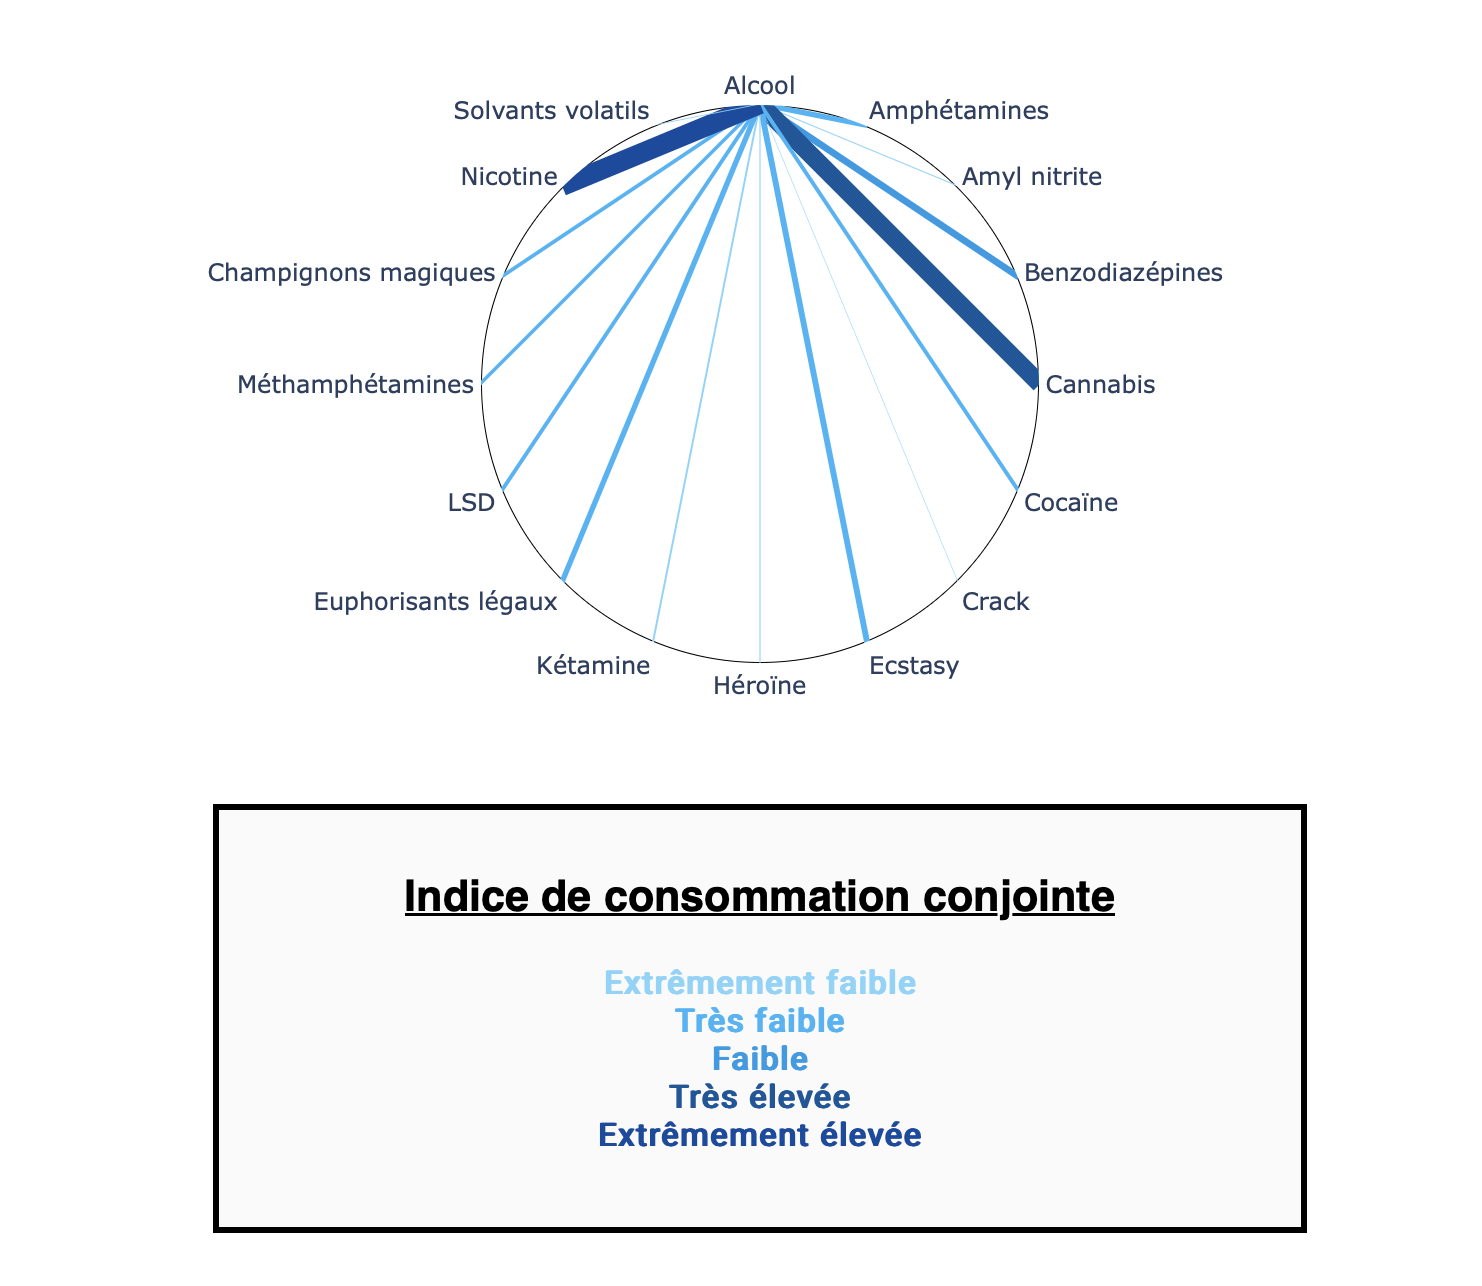 Alcool
Solvants volatils
Amphétamines
Nicotine
Amyl nitrite
Champignons magiques
Benzodiazépines
Méthamphétamines
Cannabis
LSD
Cocaïne
Euphorisants légaux
Crack
Kétamine
Ecstasy
Héroïne
Indice de consommation conjointe
Extrêmement faible
Très faible
Faible
Très élevée
Extrêmement élevée